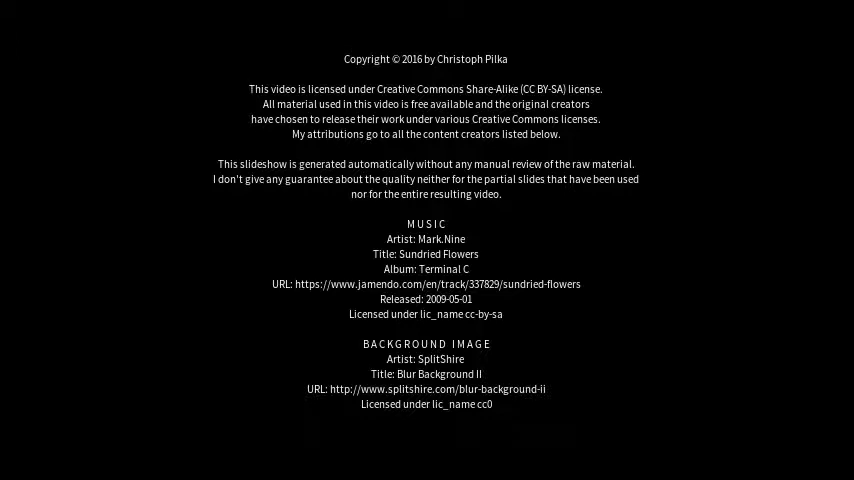 Copyright © 2016 by Christoph Pilka
This video is licensed under Creative Commons Share-Alike (CC BY-SA) license.
All material used in this video is free available and the original creators
have chosen to release their work under various Creative Commons licenses.
My attributions go to all the content creators listed below.
This slideshow is generated automatically without any manual review of the raw material.
I don't give any guarantee about the quality neither for the partial slides that have been used
nor for the entire resulting video.
M U S I C
Artist: Mark.Nine
Title: Sundried Flowers
Album: Terminal C
URL: https://www.jamendo.com/en/track/337829/sundried-flowers
Released: 2009-05-01
Licensed under lic_name cc-by-sa
B A C K G R O U N D   I M A G E
Artist: SplitShire
Title: Blur Background II
URL: http://www.splitshire.com/blur-background-ii
Licensed under lic_name cc0